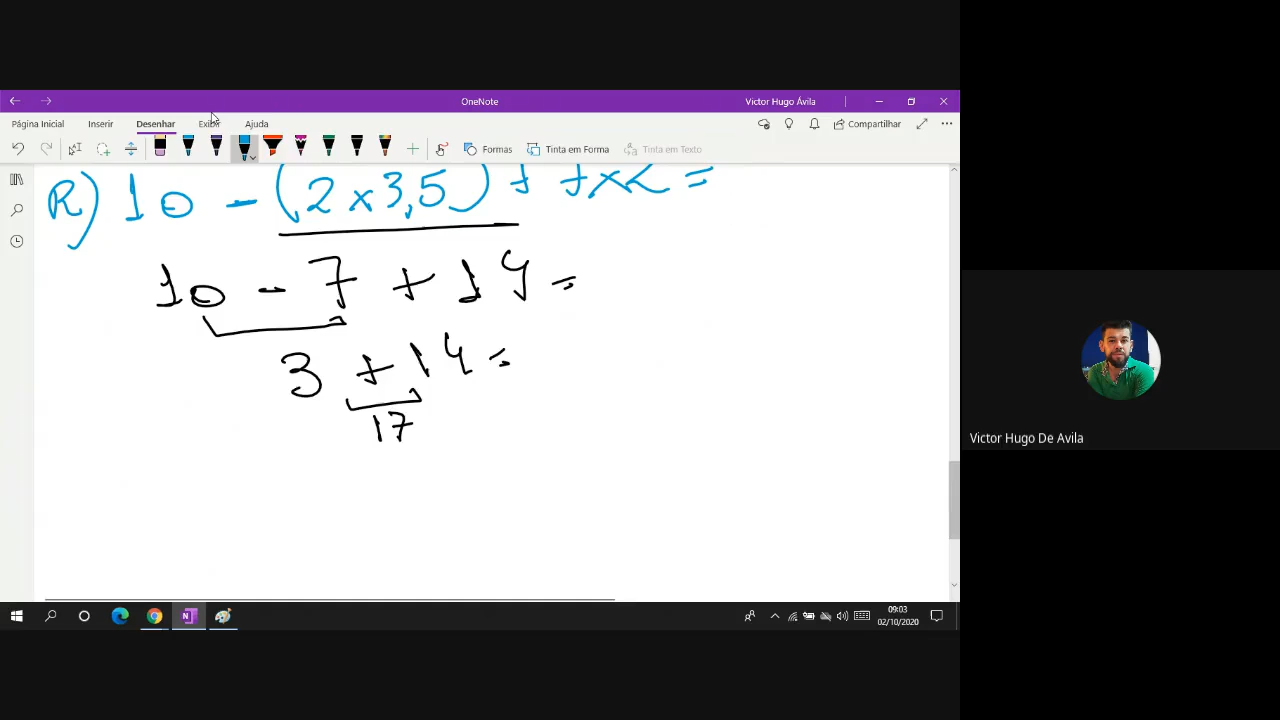 OneNote
Victor Hugo Ávila
Página Inicial Inserir Desenhar Exibir Ajuda
Compartilhar
Formas Tinta em Forma Tinta em Texto
R) 10 - (2 x 3,5) + 7x2 =
10 - 7 + 14 =
3 + 14 =
17
Victor Hugo De Avila
09:03
02/10/2020